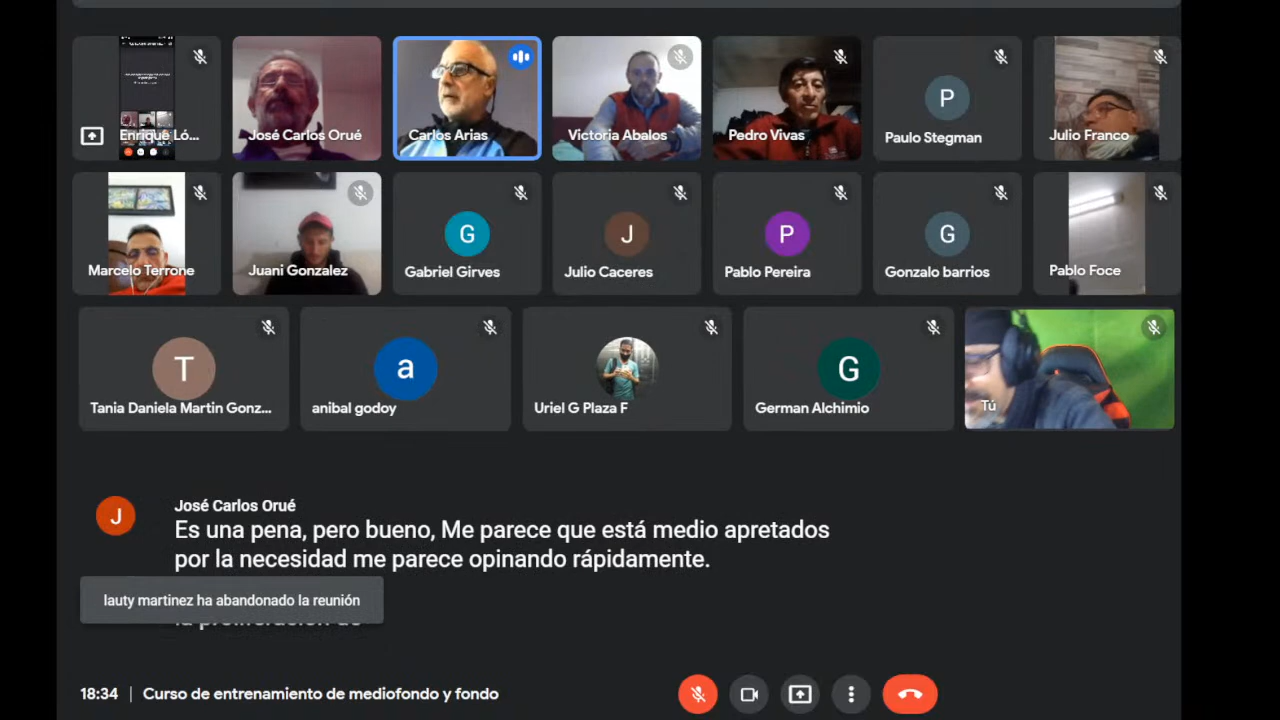 Enrique Ló...
José Carlos Orué
Carlos Arias
Victoria Abalos
Pedro Vivas
P
Paulo Stegman
Julio Franco
Marcelo Terrone
Juani Gonzalez
G
Gabriel Girves
J
Julio Caceres
P
Pablo Pereira
G
Gonzalo barrios
Pablo Foce
T
Tania Daniela Martin Gonz...
a
anibal godoy
Uriel G Plaza F
G
German Alchimio
Tú
J
José Carlos Orué
Es una pena, pero bueno, Me parece que está medio apretados
por la necesidad me parece opinando rápidamente.
lauty martinez ha abandonado la reunión
18:34 | Curso de entrenamiento de mediofondo y fondo